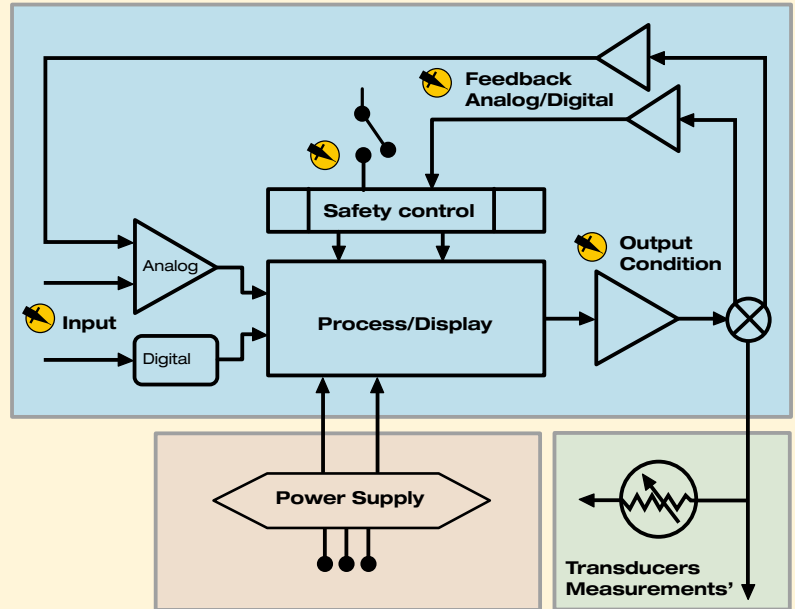 Feedback
Analog/Digital
Safety control
Output
Condition
Analog
Input
Process/Display
Digital
Power Supply
Transducers
Measurements'